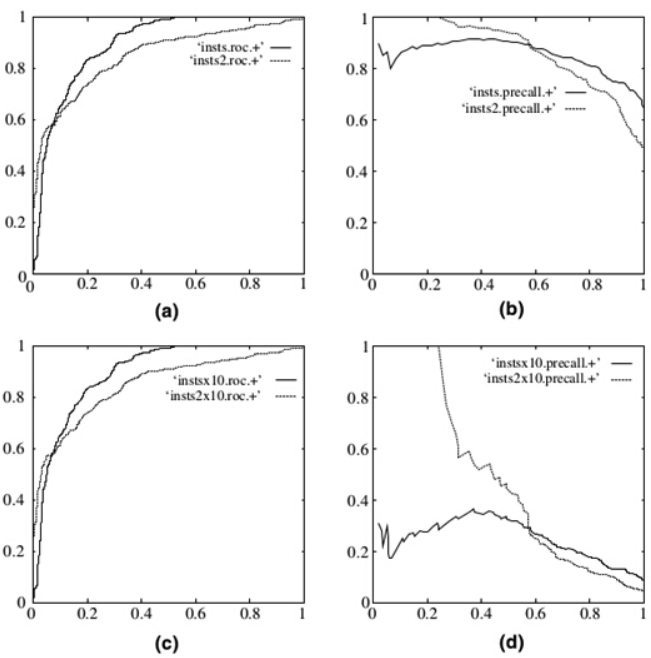 1
0.8
0.6
0.4
0.2
0
0 0.2 0.4 0.6 0.8 1
'insts.roc.+'
'insts2.roc.+'
(a)
1
0.8
0.6
0.4
0.2
0
0 0.2 0.4 0.6 0.8 1
'insts.precall.+'
'insts2.precall.+'
(b)
1
0.8
0.6
0.4
0.2
0
0 0.2 0.4 0.6 0.8 1
'instsx10.roc.+'
'insts2x10.roc.+'
(c)
1
0.8
0.6
0.4
0.2
0
0 0.2 0.4 0.6 0.8 1
'instsx10.precall.+'
'insts2x10.precall.+'
(d)